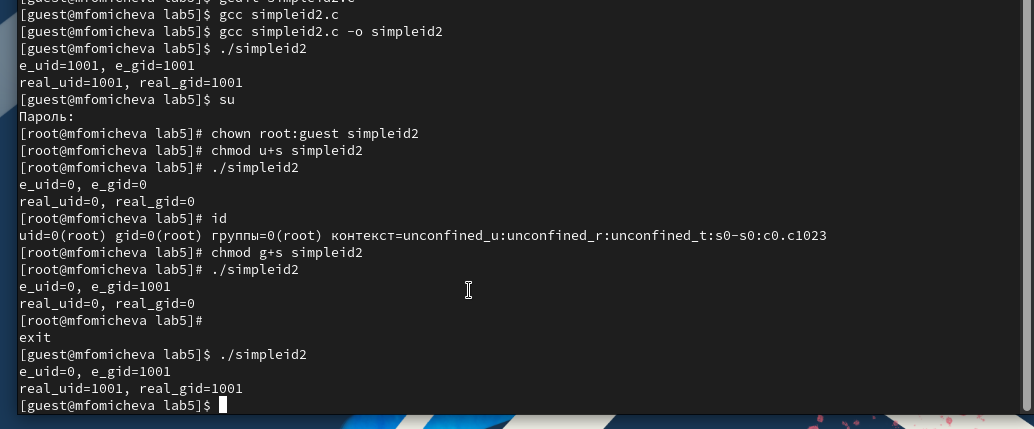 [guest@mfomicheva lab5]$ gedit simpleid2.c
[guest@mfomicheva lab5]$ gcc simpleid2.c
[guest@mfomicheva lab5]$ gcc simpleid2.c -o simpleid2
[guest@mfomicheva lab5]$ ./simpleid2
e_uid=1001, e_gid=1001
real_uid=1001, real_gid=1001
[guest@mfomicheva lab5]$ su
Пароль:
[root@mfomicheva lab5]# chown root:guest simpleid2
[root@mfomicheva lab5]# chmod u+s simpleid2
[root@mfomicheva lab5]# ./simpleid2
e_uid=0, e_gid=0
real_uid=0, real_gid=0
[root@mfomicheva lab5]# id
uid=0(root) gid=0(root) группы=0(root) контекст=unconfined_u:unconfined_r:unconfined_t:s0-s0:c0.c1023
[root@mfomicheva lab5]# chmod g+s simpleid2
[root@mfomicheva lab5]# ./simpleid2
e_uid=0, e_gid=1001
real_uid=0, real_gid=0
[root@mfomicheva lab5]#
exit
[guest@mfomicheva lab5]$ ./simpleid2
e_uid=0, e_gid=1001
real_uid=1001, real_gid=1001
[guest@mfomicheva lab5]$